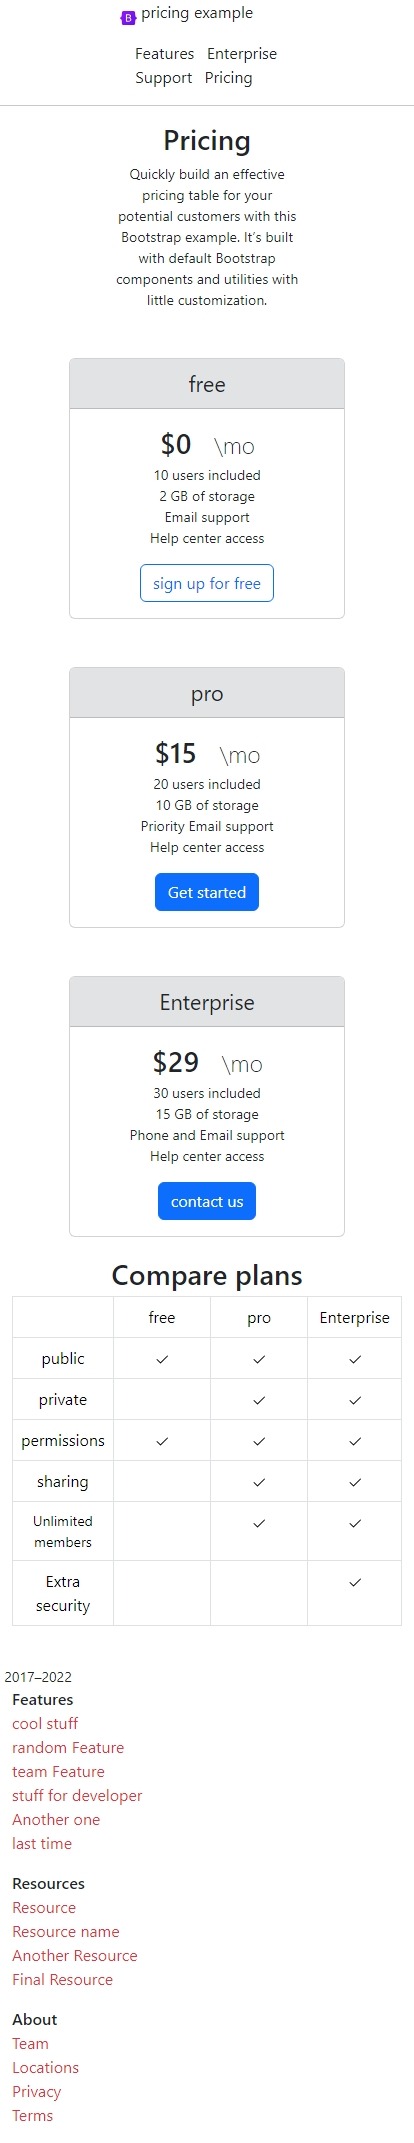 B pricing example
Features Enterprise
Support Pricing
Pricing
Quickly build an effective
pricing table for your
potential customers with this
Bootstrap example. It’s built
with default Bootstrap
components and utilities with
little customization.
free
$0 \mo
10 users included
2 GB of storage
Email support
Help center access
sign up for free
pro
$15 \mo
20 users included
10 GB of storage
Priority Email support
Help center access
Get started
Enterprise
$29 \mo
30 users included
15 GB of storage
Phone and Email support
Help center access
contact us
Compare plans
free pro Enterprise
public ✓ ✓ ✓
private ✓ ✓
permissions ✓ ✓ ✓
sharing ✓ ✓
Unlimited ✓ ✓
members
Extra ✓
security
2017–2022
Features
cool stuff
random Feature
team Feature
stuff for developer
Another one
last time
Resources
Resource
Resource name
Another Resource
Final Resource
About
Team
Locations
Privacy
Terms